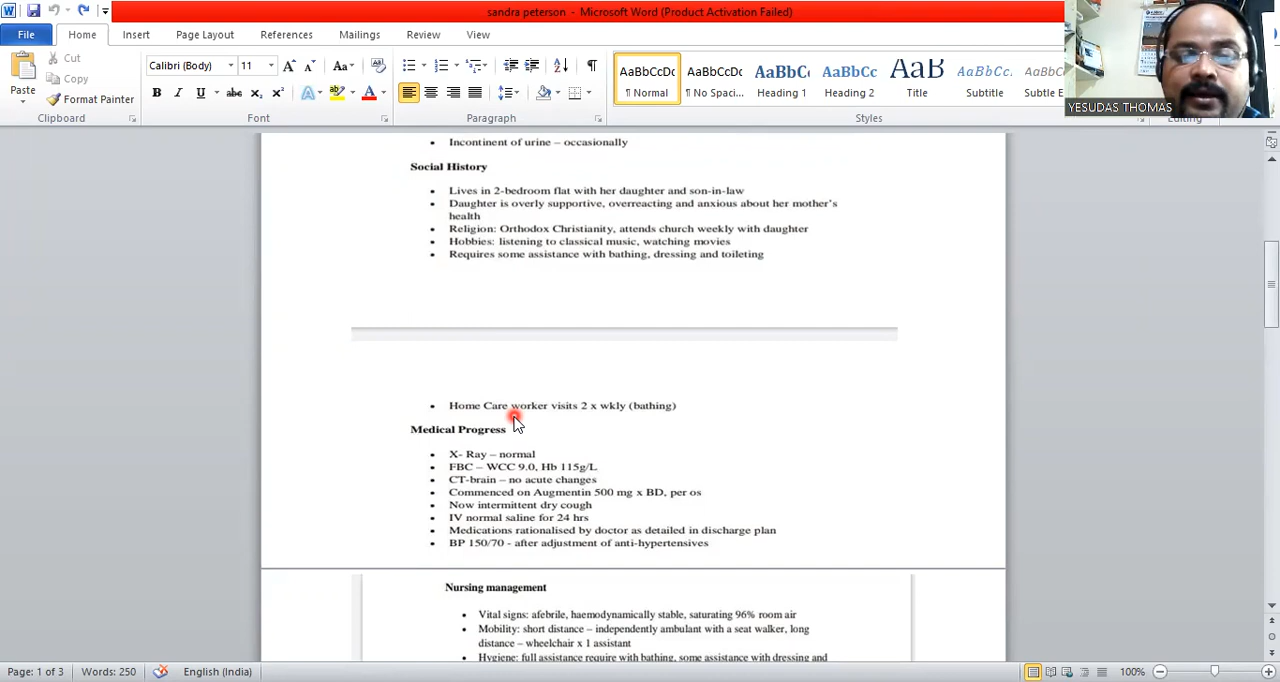 sandra peterson - Microsoft Word (Product Activation Failed)
File Home Insert Page Layout References Mailings Review View
Cut
Copy
Paste
Format Painter
Calibri (Body) 11
AaBbCcDc AaBbCcDc AaBbC AaBbCc AaB AaBbCc. AaBbCc
¶ Normal ¶ No Spaci... Heading 1 Heading 2 Title Subtitle Subtle E
Clipboard Font Paragraph Styles Editing
YESUDAS THOMAS
• Incontinent of urine – occasionally
Social History
• Lives in 2-bedroom flat with her daughter and son-in-law
• Daughter is overly supportive, overreacting and anxious about her mother's
health
• Religion: Orthodox Christianity, attends church weekly with daughter
• Hobbies: listening to classical music, watching movies
• Requires some assistance with bathing, dressing and toileting
• Home Care worker visits 2 x wkly (bathing)
Medical Progress
• X- Ray – normal
• FBC – WCC 9.0, Hb 115g/L
• CT-brain – no acute changes
• Commenced on Augmentin 500 mg x BD, per os
• Now intermittent dry cough
• IV normal saline for 24 hrs
• Medications rationalised by doctor as detailed in discharge plan
• BP 150/70 - after adjustment of anti-hypertensives
Nursing management
• Vital signs: afebrile, haemodynamically stable, saturating 96% room air
• Mobility: short distance – independently ambulant with a seat walker, long
distance – wheelchair x 1 assistant
• Hygiene: full assistance require with bathing, some assistance with dressing and
Page: 1 of 3 Words: 250 English (India) 100%